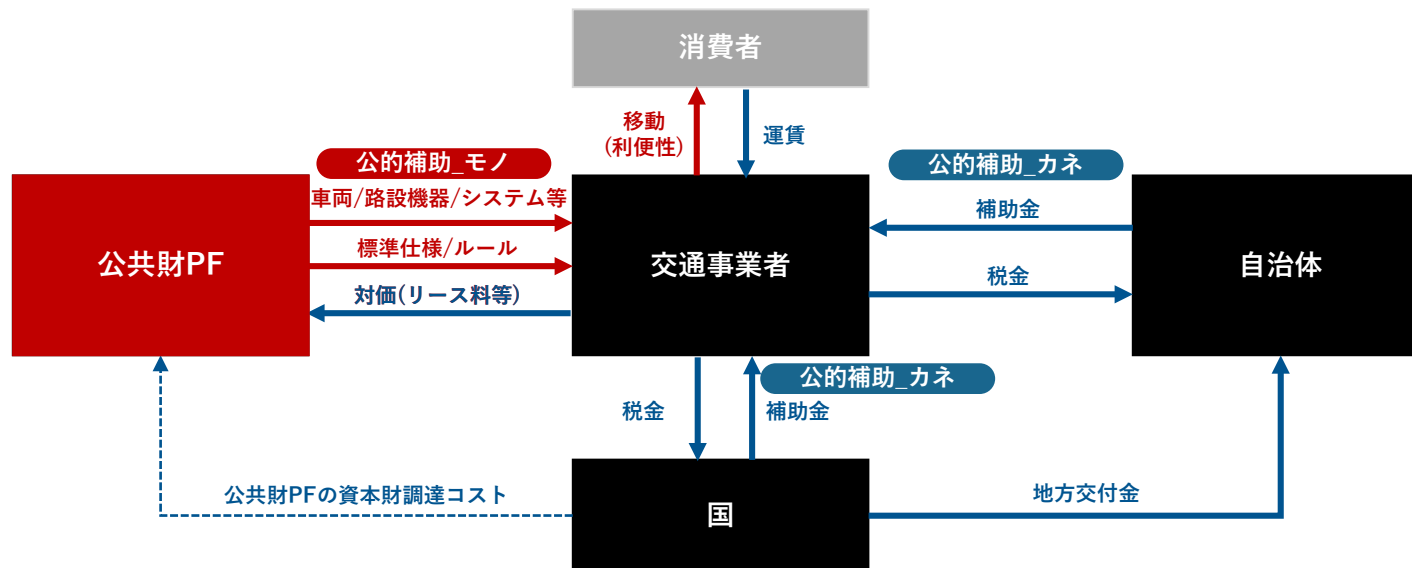 消費者
移動
(利便性)
運賃
公的補助_モノ
車両/路設機器/システム等
標準仕様/ルール
対価(リース料等)
公共財PF
交通事業者
公的補助_カネ
補助金
税金
自治体
税金
補助金
公的補助_カネ
公共財PFの資本財調達コスト
国
地方交付金